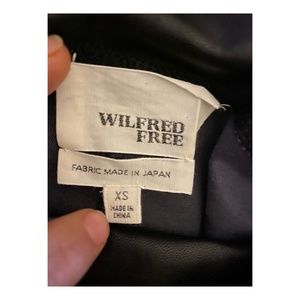 WILFRED
FREE
FABRIC MADE IN JAPAN
XS
MADE IN
CHINA